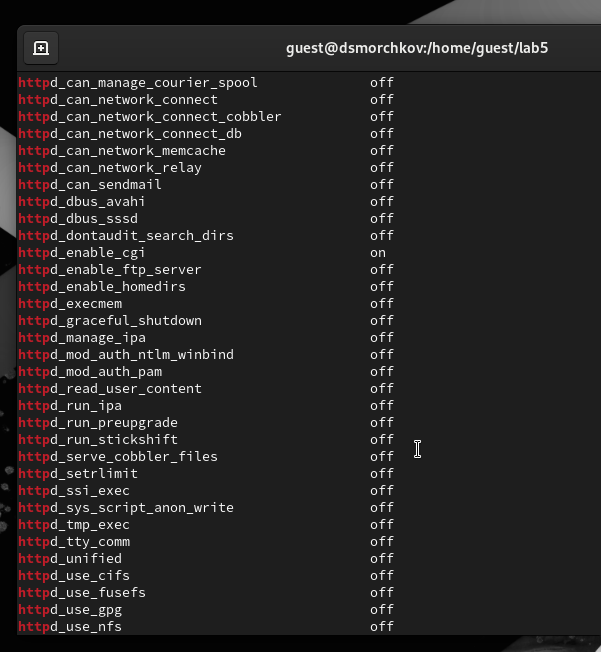 guest@dsmorchkov:/home/guest/lab5
httpd_can_manage_courier_spool off
httpd_can_network_connect off
httpd_can_network_connect_cobbler off
httpd_can_network_connect_db off
httpd_can_network_memcache off
httpd_can_network_relay off
httpd_can_sendmail off
httpd_dbus_avahi off
httpd_dbus_sssd off
httpd_dontaudit_search_dirs off
httpd_enable_cgi on
httpd_enable_ftp_server off
httpd_enable_homedirs off
httpd_execmem off
httpd_graceful_shutdown off
httpd_manage_ipa off
httpd_mod_auth_ntlm_winbind off
httpd_mod_auth_pam off
httpd_read_user_content off
httpd_run_ipa off
httpd_run_preupgrade off
httpd_run_stickshift off
httpd_serve_cobbler_files off
httpd_setrlimit off
httpd_ssi_exec off
httpd_sys_script_anon_write off
httpd_tmp_exec off
httpd_tty_comm off
httpd_unified off
httpd_use_cifs off
httpd_use_fusefs off
httpd_use_gpg off
httpd_use_nfs off